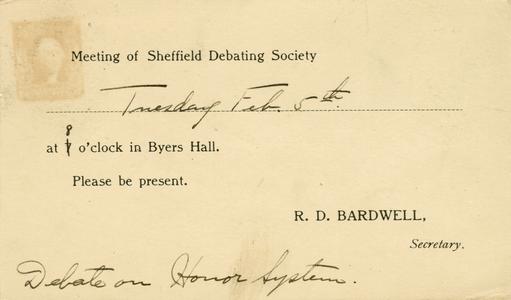 Meeting of Sheffield Debating Society
Tuesday Feb. 5th.
at 8 o'clock in Byers Hall.
Please be present.
R. D. BARDWELL,
Secretary.
Debate on Honor System.